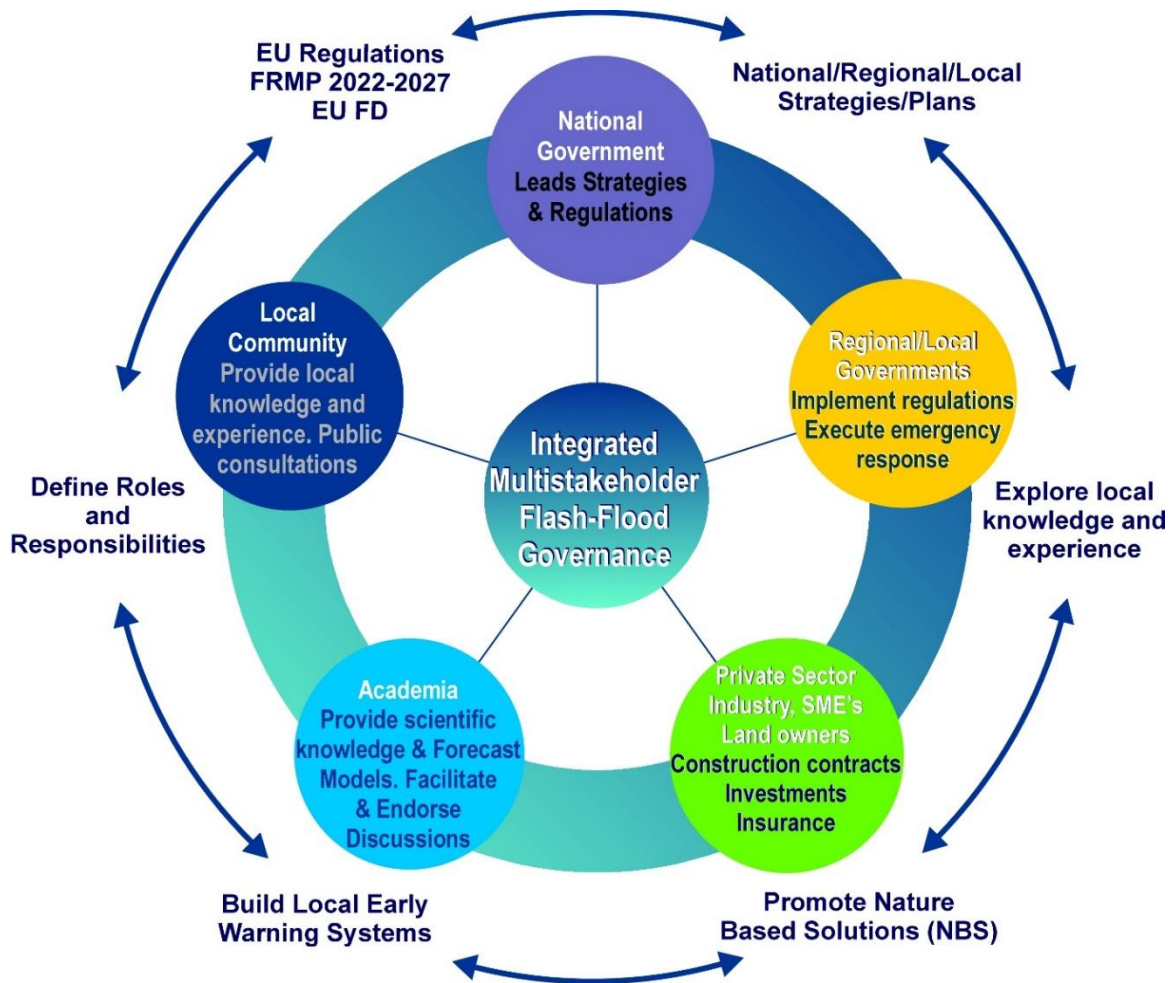 EU Regulations
FRMP 2022-2027
EU FD
National/Regional/Local
Strategies/Plans
National
Government
Leads Strategies
& Regulations
Local
Community
Provide local
knowledge and
experience. Public
consultations
Regional/Local
Governments
Implement regulations
Execute emergency
response
Integrated
Multistakeholder
Flash-Flood
Governance
Define Roles
and
Responsibilities
Explore local
knowledge and
experience
Academia
Provide scientific
knowledge & Forecast
Models. Facilitate
& Endorse
Discussions
Private Sector
Industry, SME's
Land owners
Construction contracts
Investments
Insurance
Build Local Early
Warning Systems
Promote Nature
Based Solutions (NBS)